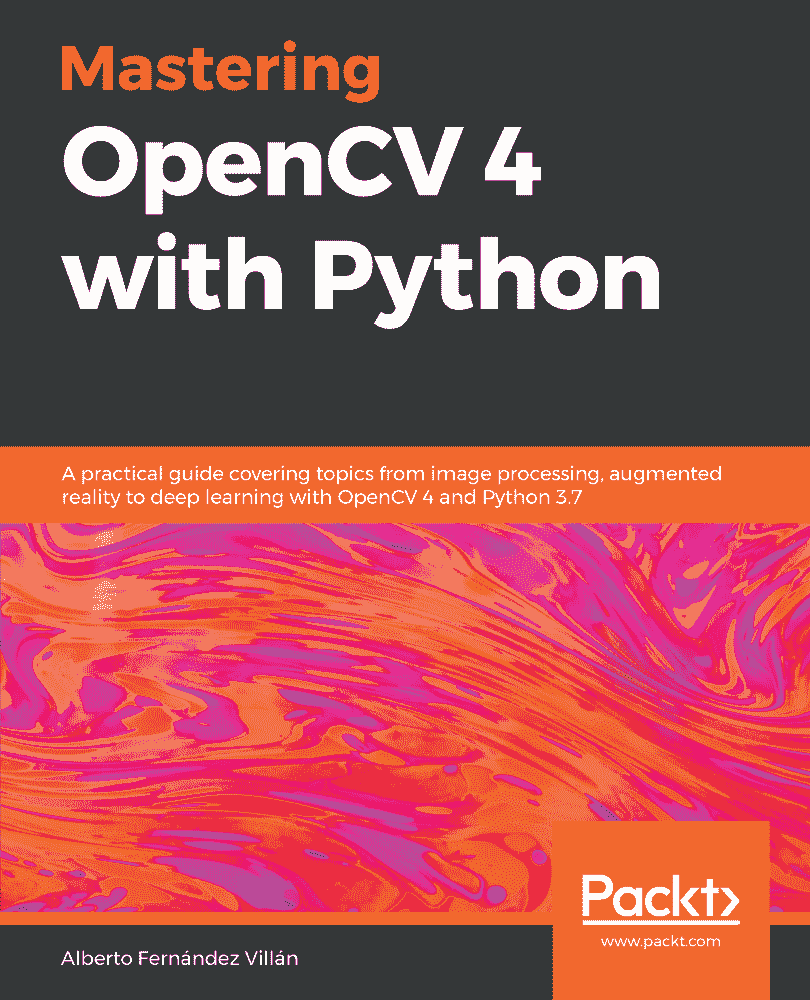 Mastering
OpenCV 4
with Python
A practical guide covering topics from image processing, augmented
reality to deep learning with OpenCV 4 and Python 3.7
Packt>
www.packt.com
Alberto Fernández Villán